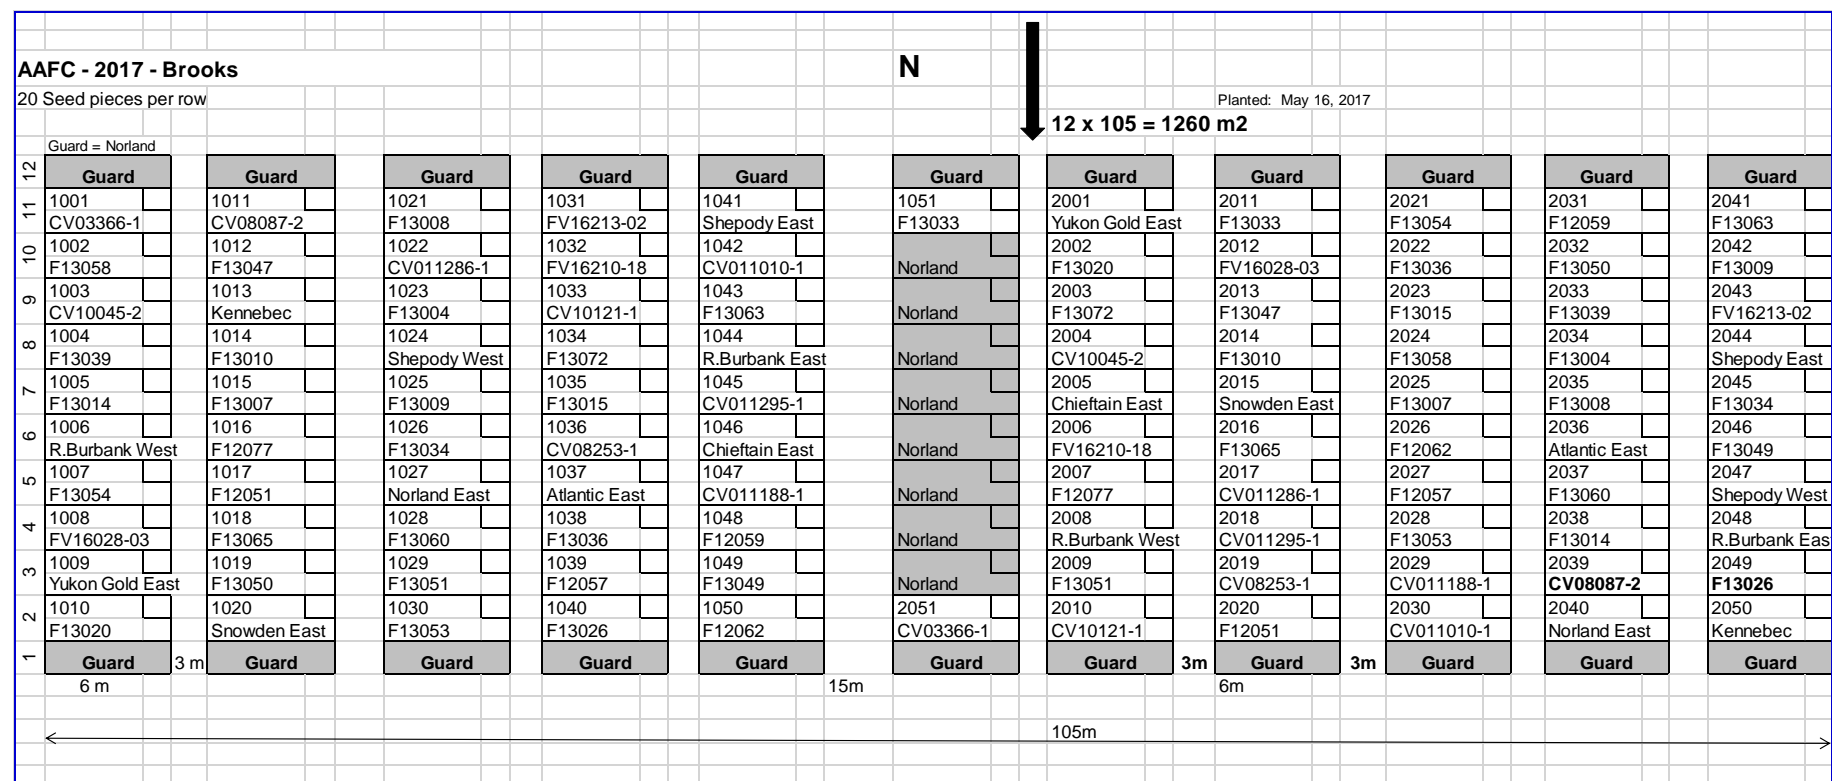 AAFC - 2017 - Brooks N
20 Seed pieces per row Planted: May 16, 2017
12 x 105 = 1260 m2
Guard = Norland
12 Guard Guard Guard Guard Guard Guard Guard Guard Guard Guard Guard
11 1001 1011 1021 1031 1041 1051 2001 2011 2021 2031 2041
CV03366-1 CV08087-2 F13008 FV16213-02 Shepody East F13033 Yukon Gold East F13033 F13054 F12059 F13063
10 1002 1012 1022 1032 1042 2002 2012 2022 2032 2042
F13058 F13047 CV011286-1 FV16210-18 CV011010-1 Norland F13020 FV16028-03 F13036 F13050 F13009
9 1003 1013 1023 1033 1043 2003 2013 2023 2033 2043
CV10045-2 Kennebec F13004 CV10121-1 F13063 Norland F13072 F13047 F13015 F13039 FV16213-02
8 1004 1014 1024 1034 1044 2004 2014 2024 2034 2044
F13039 F13010 Shepody West F13072 R.Burbank East Norland CV10045-2 F13010 F13058 F13004 Shepody East
7 1005 1015 1025 1035 1045 2005 2015 2025 2035 2045
F13014 F13007 F13009 F13015 CV011295-1 Norland Chieftain East Snowden East F13007 F13008 F13034
6 1006 1016 1026 1036 1046 2006 2016 2026 2036 2046
R.Burbank West F12077 F13034 CV08253-1 Chieftain East Norland FV16210-18 F13065 F12062 Atlantic East F13049
5 1007 1017 1027 1037 1047 2007 2017 2027 2037 2047
F13054 F12051 Norland East Atlantic East CV011188-1 Norland F12077 CV011286-1 F12057 F13060 Shepody West
4 1008 1018 1028 1038 1048 2008 2018 2028 2038 2048
FV16028-03 F13065 F13060 F13036 F12059 Norland R.Burbank West CV011295-1 F13053 F13014 R.Burbank Eas
3 1009 1019 1029 1039 1049 2009 2019 2029 2039 2049
Yukon Gold East F13050 F13051 F12057 F13049 Norland F13051 CV08253-1 CV011188-1 CV08087-2 F13026
2 1010 1020 1030 1040 1050 2051 2010 2020 2030 2040 2050
F13020 Snowden East F13053 F13026 F12062 CV03366-1 CV10121-1 F12051 CV011010-1 Norland East Kennebec
1 Guard 3 m Guard Guard Guard Guard Guard Guard 3m Guard 3m Guard Guard Guard
6 m 15m 6m
105m